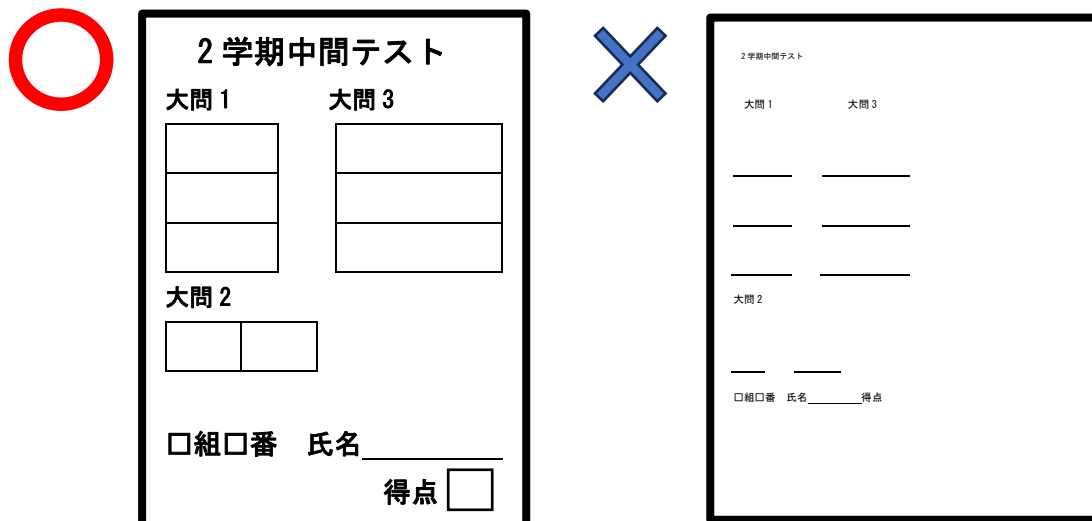 2学期中間テスト
大問1 大問3
大問2
□組□番 氏名
得点
2学期中間テスト
大問1 大問3
大問2
□組□番 氏名 得点